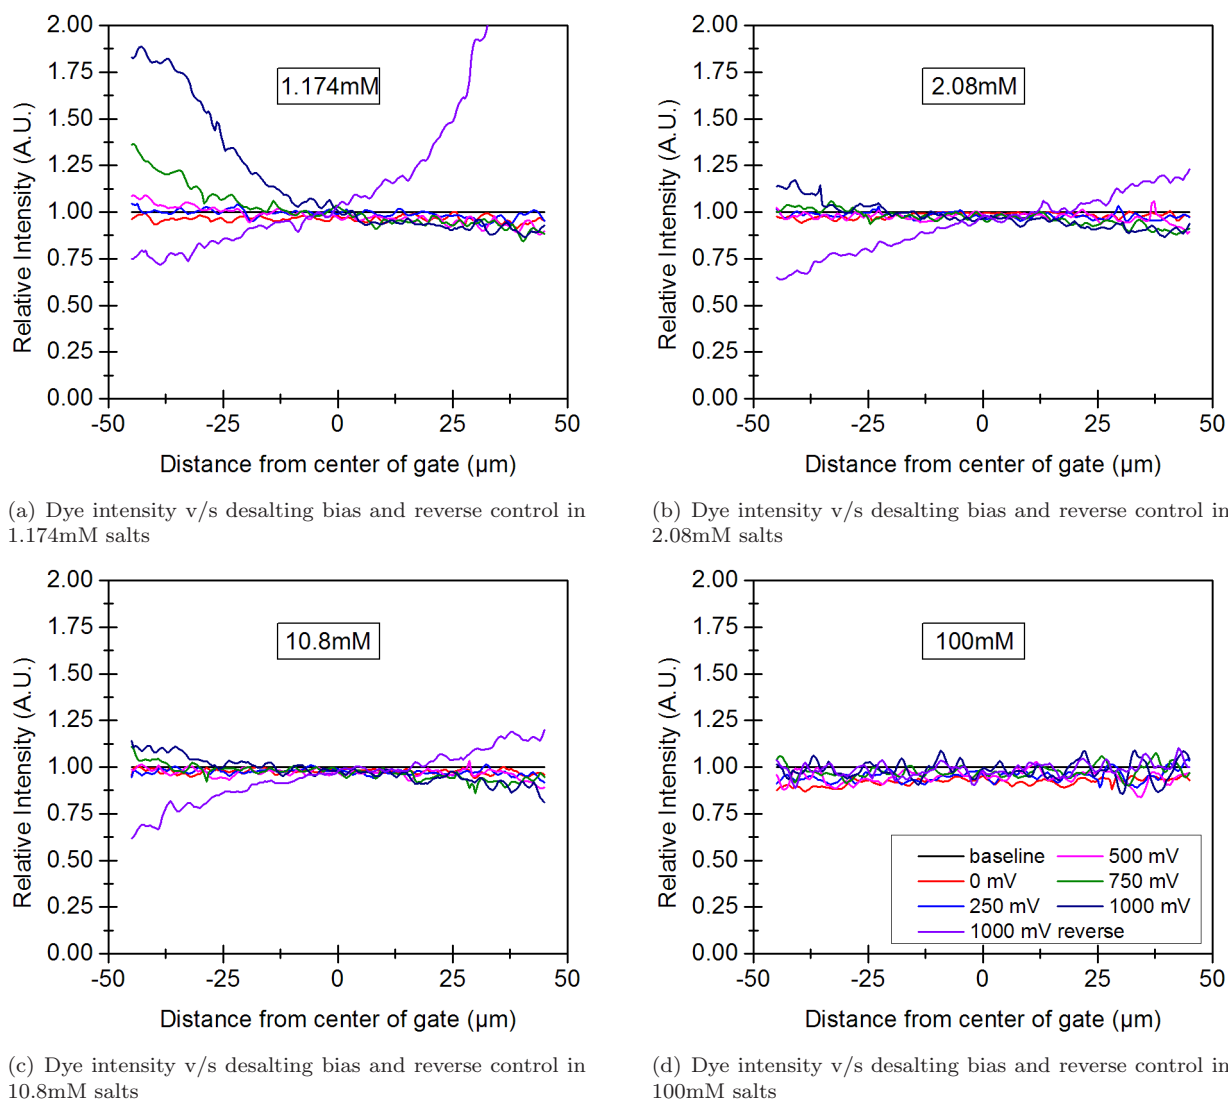 2.00
1.75
1.50
1.25
1.00
0.75
0.50
0.25
0.00
Relative Intensity (A.U.)
1.174mM
-50
-25
0
25
50
Distance from center of gate (µm)
(a) Dye intensity v/s desalting bias and reverse control in
1.174mM salts
2.00
1.75
1.50
1.25
1.00
0.75
0.50
0.25
0.00
Relative Intensity (A.U.)
2.08mM
-50
-25
0
25
50
Distance from center of gate (µm)
(b) Dye intensity v/s desalting bias and reverse control in
2.08mM salts
2.00
1.75
1.50
1.25
1.00
0.75
0.50
0.25
0.00
Relative Intensity (A.U.)
10.8mM
-50
-25
0
25
50
Distance from center of gate (µm)
(c) Dye intensity v/s desalting bias and reverse control in
10.8mM salts
2.00
1.75
1.50
1.25
1.00
0.75
0.50
0.25
0.00
Relative Intensity (A.U.)
100mM
baseline
500 mV
0 mV
750 mV
250 mV
1000 mV
1000 mV reverse
-50
-25
0
25
50
Distance from center of gate (µm)
(d) Dye intensity v/s desalting bias and reverse control in
100mM salts